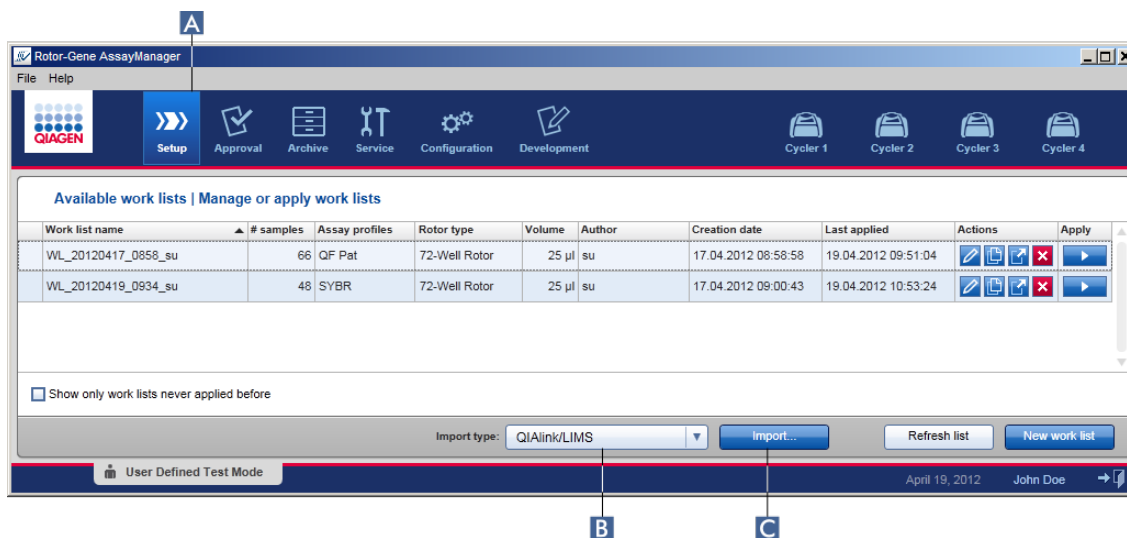 A
Rotor-Gene AssayManager
File Help
QIAGEN
Setup Approval Archive Service Configuration Development Cycler 1 Cycler 2 Cycler 3 Cycler 4
Available work lists | Manage or apply work lists
Work list name # samples Assay profiles Rotor type Volume Author Creation date Last applied Actions Apply
WL_20120417_0858_su 66 QF Pat 72-Well Rotor 25 µl su 17.04.2012 08:58:58 19.04.2012 09:51:04
WL_20120419_0934_su 48 SYBR 72-Well Rotor 25 µl su 17.04.2012 09:00:43 19.04.2012 10:53:24
Show only work lists never applied before
Import type: QIAlink/LIMS Import... Refresh list New work list
User Defined Test Mode April 19, 2012 John Doe
B C